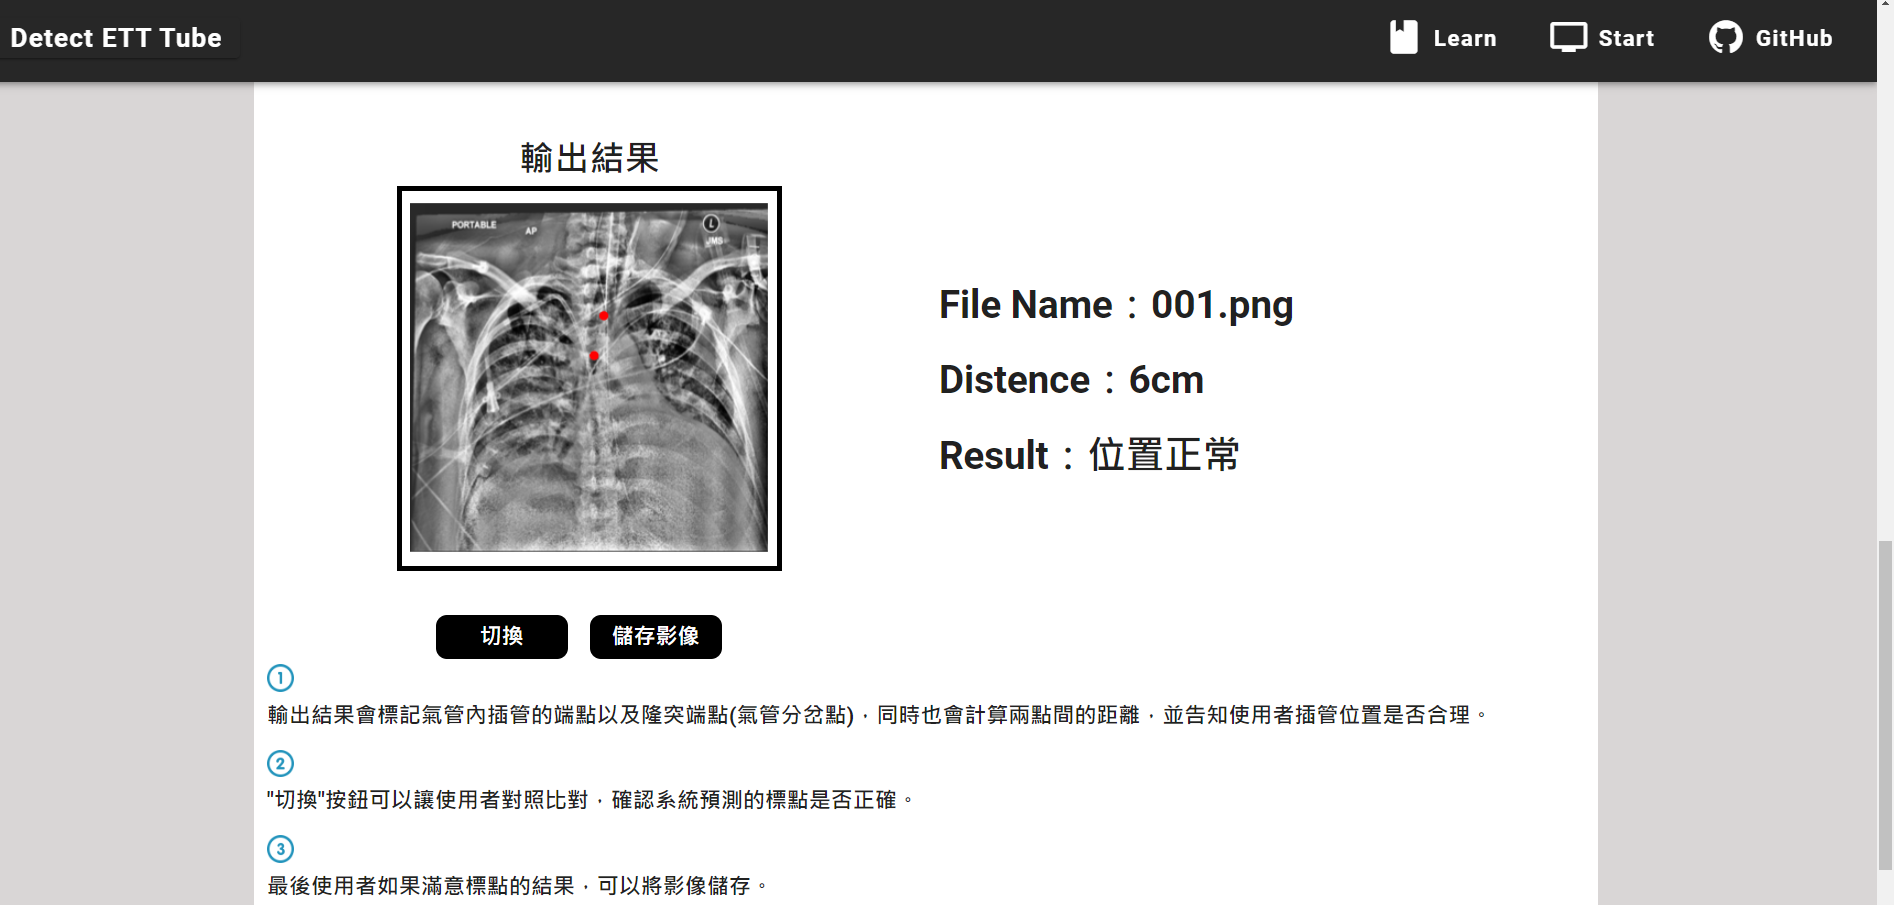 Detect ETT Tube
Learn
Start
GitHub
輸出結果
PORTABLE
AP
L
JMS
File Name：001.png
Distence：6cm
Result：位置正常
切換
儲存影像
1
輸出結果會標記氣管內插管的端點以及隆突端點(氣管分岔點)，同時也會計算兩點間的距離，並告知使用者插管位置是否合理。
2
"切換"按鈕可以讓使用者對照比對，確認系統預測的標點是否正確。
3
最後使用者如果滿意標點的結果，可以將影像儲存。